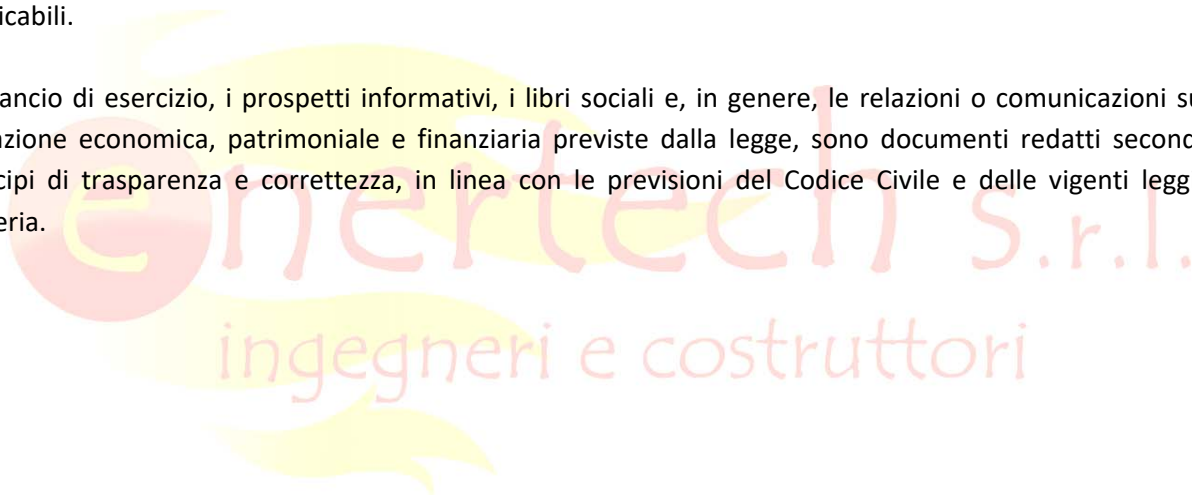 icabili.
ancio di esercizio, i prospetti informativi, i libri sociali e, in genere, le relazioni o comunicazioni su
azione economica, patrimoniale e finanziaria previste dalla legge, sono documenti redatti second
cipi di trasparenza e correttezza, in linea con le previsioni del Codice Civile e delle vigenti legg
eria.
enertech s.r.l.
ingegneri e costruttori